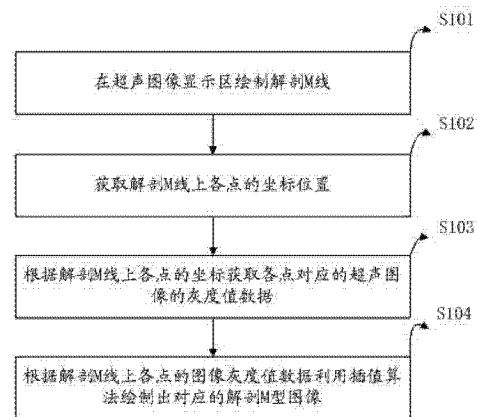 S101
在超声图像显示区绘制解剖M线
S102
获取解剖M线上各点的坐标位置
S103
根据解剖M线上各点的坐标获取各点对应的超声图
像的灰度值数据
S104
根据解剖M线上各点的图像灰度值数据利用插值算
法绘制出对应的解剖M型图像